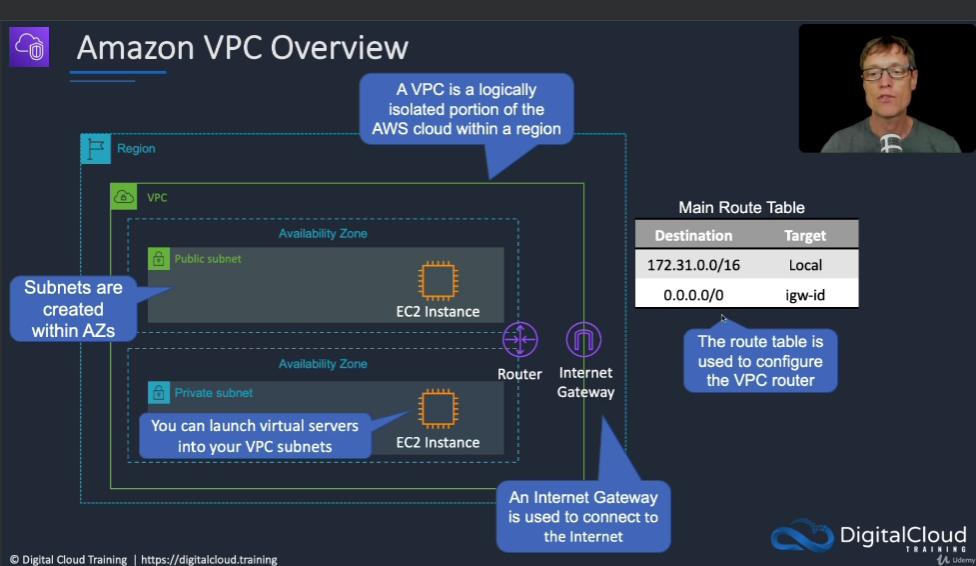 Amazon VPC Overview
A VPC is a logically
isolated portion of the
AWS cloud within a region
Region
VPC
Availability Zone
Public subnet
EC2 Instance
Subnets are
created
within AZs
Availability Zone
Private subnet
EC2 Instance
You can launch virtual servers
into your VPC subnets
Router
Internet
Gateway
An Internet Gateway
is used to connect to
the Internet
Main Route Table
Destination Target
172.31.0.0/16 Local
0.0.0.0/0 igw-id
The route table is
used to configure
the VPC router
© Digital Cloud Training | https://digitalcloud.training
DigitalCloud
TRAINING
Udemy